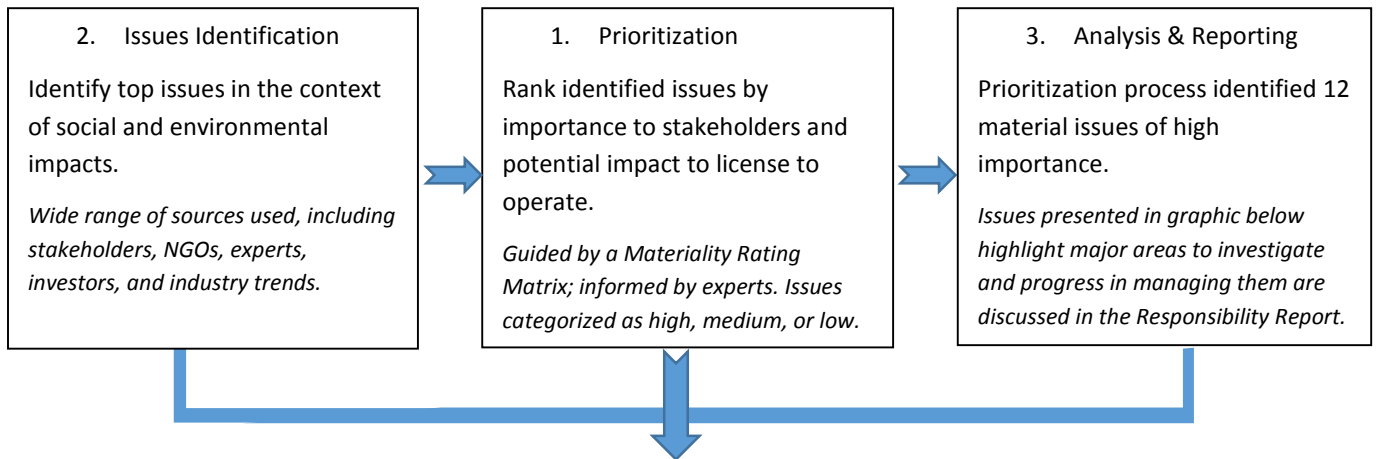 2. Issues Identification
Identify top issues in the context
of social and environmental
impacts.
Wide range of sources used, including
stakeholders, NGOs, experts,
investors, and industry trends.
1. Prioritization
Rank identified issues by
importance to stakeholders and
potential impact to license to
operate.
Guided by a Materiality Rating
Matrix; informed by experts. Issues
categorized as high, medium, or low.
3. Analysis & Reporting
Prioritization process identified 12
material issues of high
importance.
Issues presented in graphic below
highlight major areas to investigate
and progress in managing them are
discussed in the Responsibility Report.